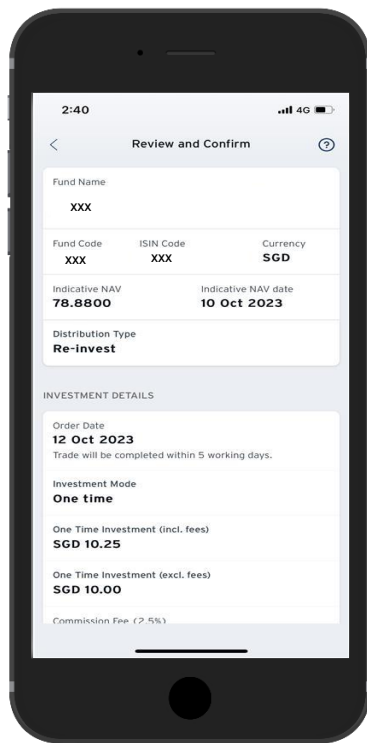 2:40 4G
Review and Confirm ?
Fund Name
XXX
Fund Code ISIN Code Currency
XXX XXX SGD
Indicative NAV Indicative NAV date
78.8800 10 Oct 2023
Distribution Type
Re-invest
INVESTMENT DETAILS
Order Date
12 Oct 2023
Trade will be completed within 5 working days.
Investment Mode
One time
One Time Investment (incl. fees)
SGD 10.25
One Time Investment (excl. fees)
SGD 10.00
Commission Fee (2.5%)